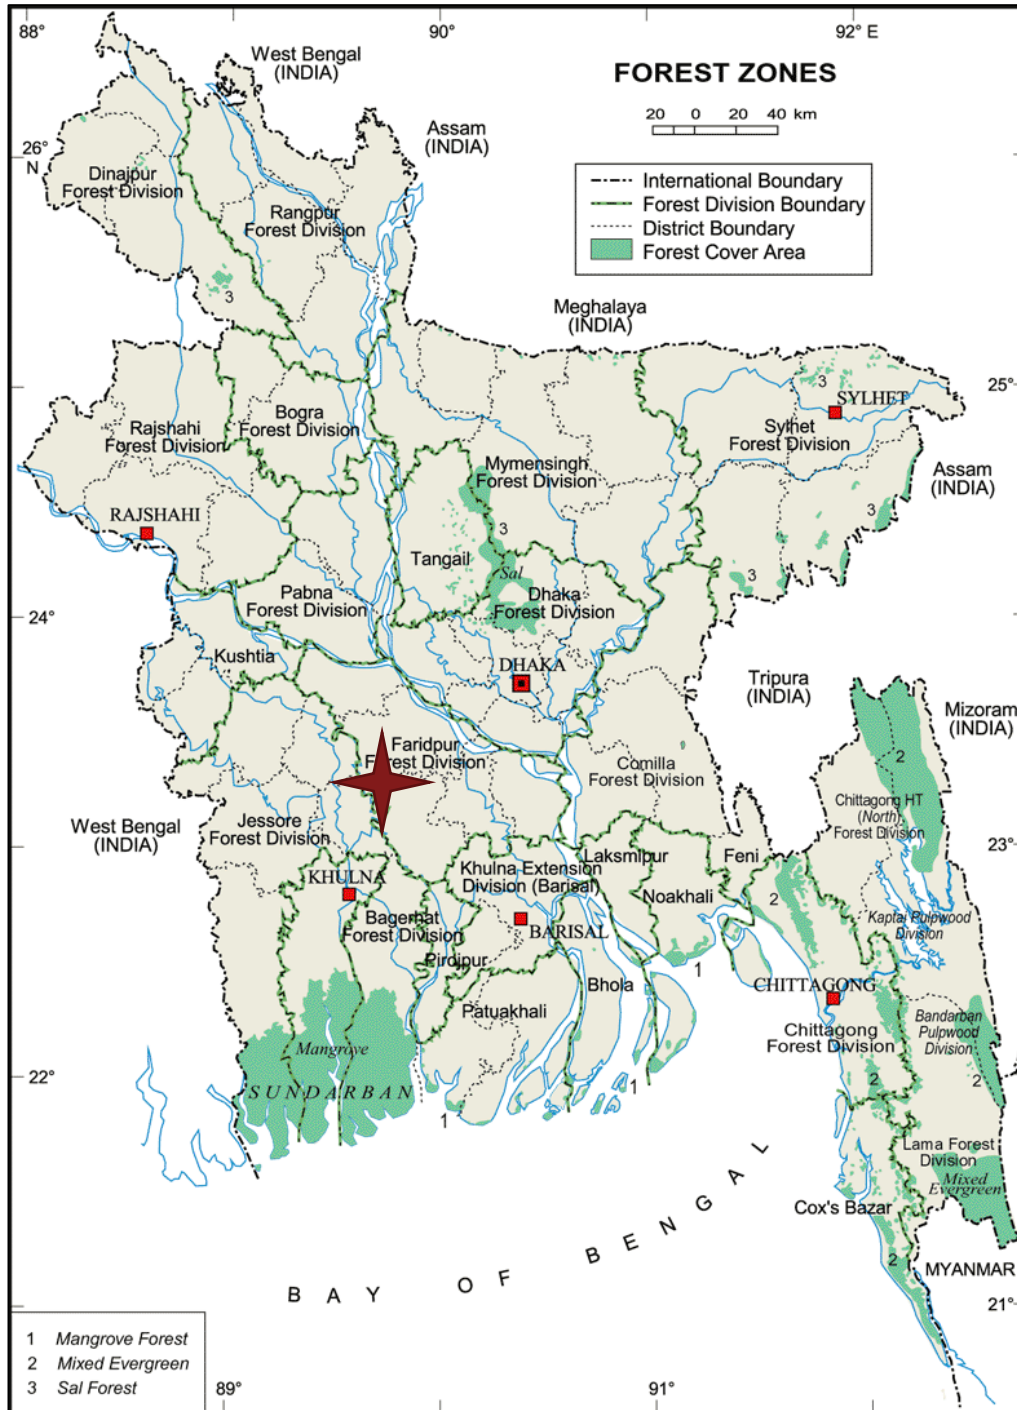 88°
90°
92° E
West Bengal
(INDIA)
FOREST ZONES
20 0 20 40 km
Assam
(INDIA)
26°
N
Dinajpur
Forest Division
Rangpur
Forest Division
International Boundary
Forest Division Boundary
District Boundary
Forest Cover Area
3
Meghalaya
(INDIA)
25°
3
SYLHET
Bogra
Forest Division
Rajshahi
Forest Division
Sylhet
Forest Division
Mymensingh
Forest Division
Assam
(INDIA)
RAJSHAHI
3
3
Tangail
Sal
3
Pabna
Forest Division
Dhaka
Forest Division
24°
24°
Kushtia
DHAKA
Tripura
(INDIA)
Mizoram
(INDIA)
Faridpur
Forest Division
2
Comilla
Forest Division
Chittagong HT
(North)
Forest Division
West Bengal
(INDIA)
Jessore
Forest Division
23°
Laksmipur
Feni
KHULNA
Khulna Extension
Division (Barisal)
Noakhali
2
Bagerhat
Forest Division
BARISAL
Kaptai Pulpwood
Division
Pirojpur
1
Bhola
CHITTAGONG
Patuakhali
Chittagong
Forest Division
Bandarban
Pulpwood
Division
Mangrove
SUNDARBAN
22°
22°
1
1
2
2
Lama Forest
Division
Mixed
Evergreen
Cox's Bazar
2
MYANMAR
BAY OF BENGAL
21°
1 Mangrove Forest
2 Mixed Evergreen
3 Sal Forest
89°
91°